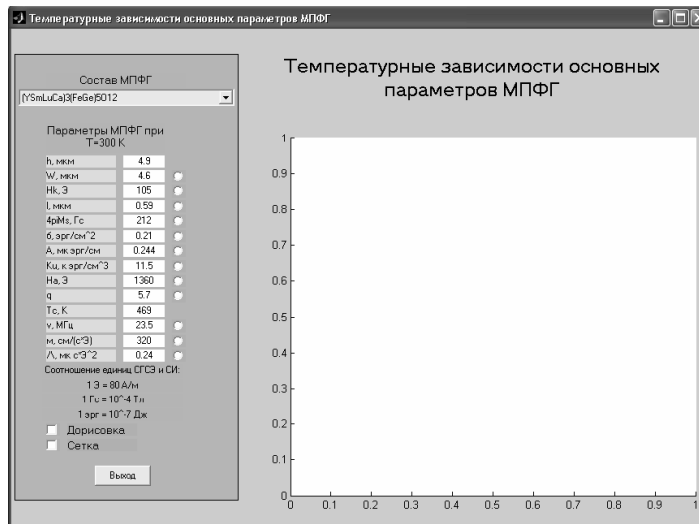 Температурные зависимости основных параметров МПФГ
Состав МПФГ
(YSmLuCa)3(FeGe)5O12
Параметры МПФГ при
T=300 K
h, мкм 4.9
W, мкм 4.6
Hk, Э 105
l, мкм 0.59
4piMs, Гс 212
б, эрг/см^2 0.21
A, мк эрг/см 0.244
Ku, к эрг/см^3 11.5
Ha, Э 1360
q 5.7
Tc, K 469
v, МГц 23.5
м, см/(с*Э) 320
/\, мк с*Э^2 0.24
Соотношение единиц СГСЭ и СИ:
1 Э = 80 А/м
1 Гс = 10^-4 Тл
1 эрг = 10^-7 Дж
Дорисовка
Сетка
Выход
Температурные зависимости основных
параметров МПФГ
1
0.9
0.8
0.7
0.6
0.5
0.4
0.3
0.2
0.1
0
0 0.1 0.2 0.3 0.4 0.5 0.6 0.7 0.8 0.9 1